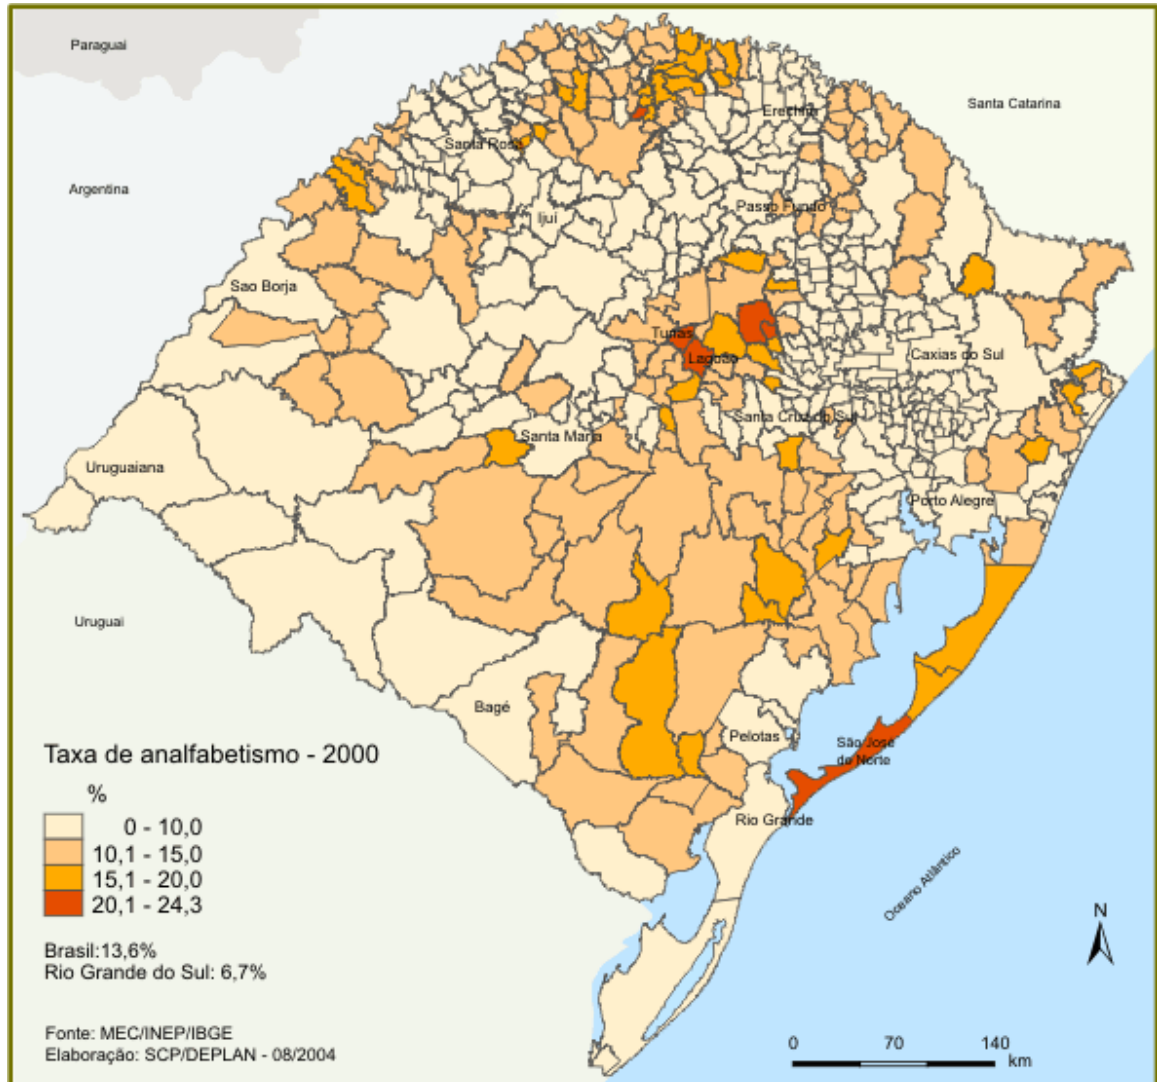 Paraguai
Santa Catarina
Erechim
Santa Rosa
Argentina
Passo Fundo
Ijuí
Sao Borja
Tunas
Lagoão
Caxias do Sul
Santa Cruz do Sul
Santa Maria
Uruguaiana
Porto Alegre
Uruguai
Bagé
Pelotas
São José
do Norte
Rio Grande
Oceano Atlântico
Taxa de analfabetismo - 2000
%
0 - 10,0
10,1 - 15,0
15,1 - 20,0
20,1 - 24,3
Brasil:13,6%
Rio Grande do Sul: 6,7%
Fonte: MEC/INEP/IBGE
Elaboração: SCP/DEPLAN - 08/2004
N
0 70 140
km